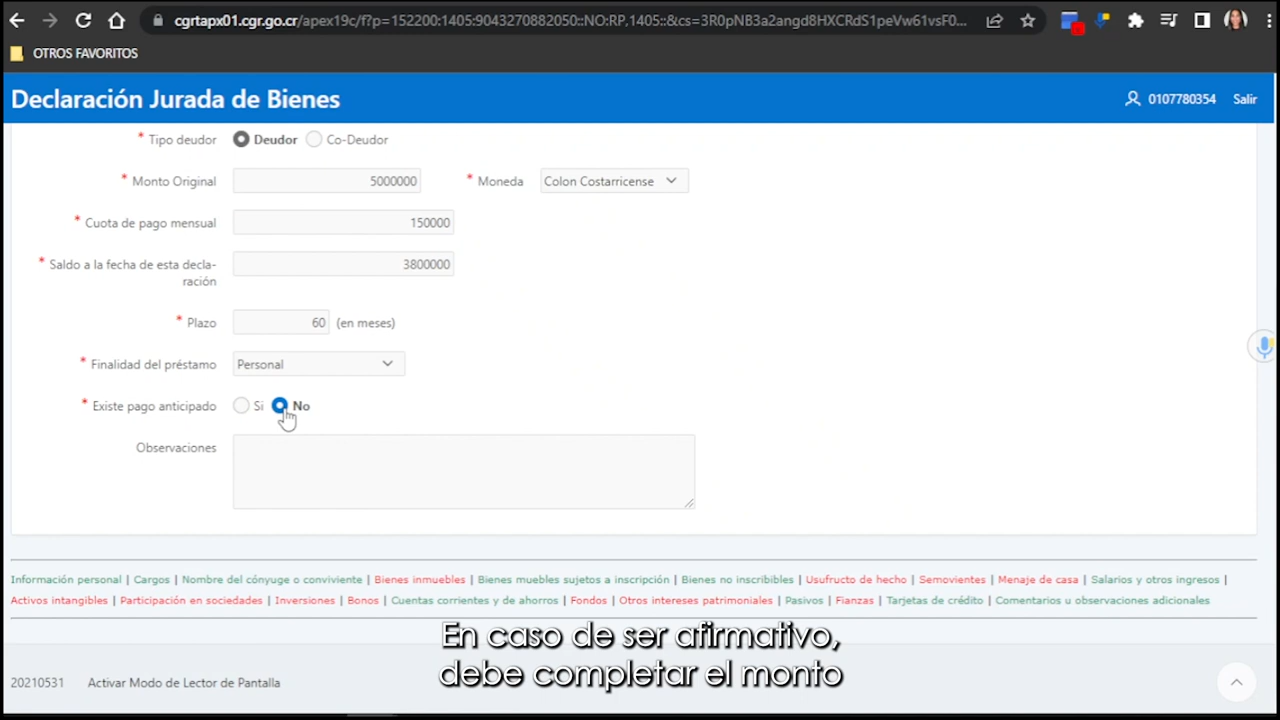 cgrtapx01.cgr.go.cr/apex19c/f?p=152200:1405:9043270882050::NO:RP,1405::&cs=3R0pNB3a2angd8HXCRdS1peVw61vsF0...
OTROS FAVORITOS
Declaración Jurada de Bienes 0107780354 Salir
* Tipo deudor Deudor Co-Deudor
* Monto Original 5000000 * Moneda Colon Costarricense
* Cuota de pago mensual 150000
* Saldo a la fecha de esta decla-
ración 3800000
* Plazo 60 (en meses)
* Finalidad del préstamo Personal
* Existe pago anticipado Si No
Observaciones
Información personal | Cargos | Nombre del cónyuge o conviviente | Bienes inmuebles | Bienes muebles sujetos a inscripción | Bienes no inscribibles | Usufructo de hecho | Semovientes | Menaje de casa | Salarios y otros ingresos |
Activos intangibles | Participación en sociedades | Inversiones | Bonos | Cuentas corrientes y de ahorros | Fondos | Otros intereses patrimoniales | Pasivos | Fianzas | Tarjetas de crédito | Comentarios u observaciones adicionales
En caso de ser afirmativo,
debe completar el monto
20210531 Activar Modo de Lector de Pantalla